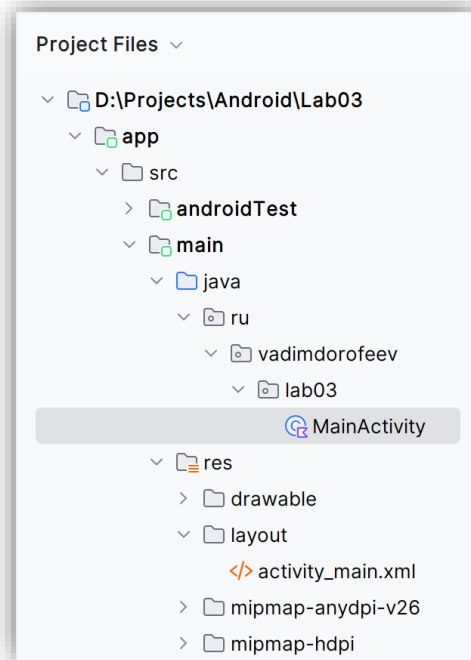 Project Files
D:\Projects\Android\Lab03
app
src
androidTest
main
java
ru
vadimdorofeev
lab03
MainActivity
res
drawable
layout
</> activity_main.xml
mipmap-anydpi-v26
mipmap-hdpi